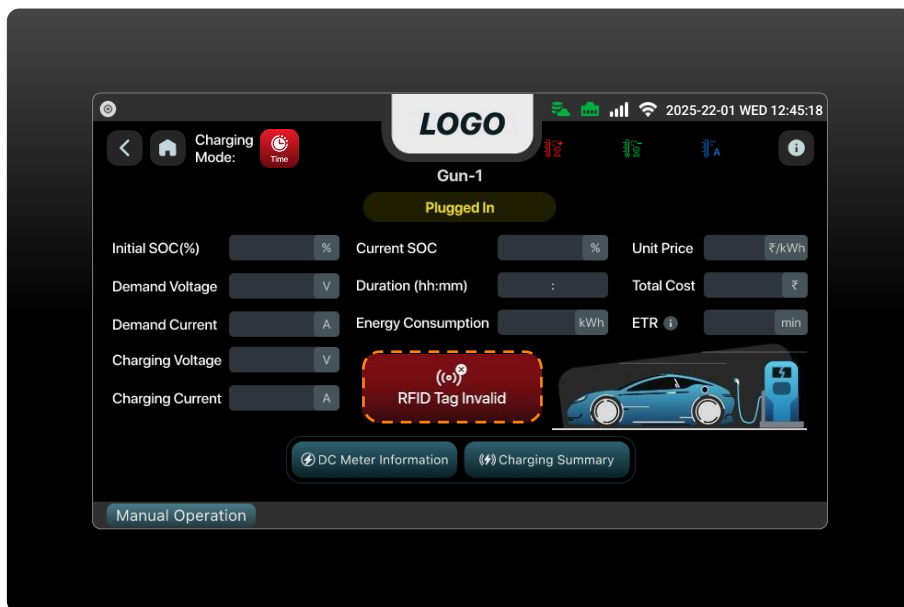 LOGO
2025-22-01 WED 12:45:18
Charging
Mode:
Time
Gun-1
Plugged In
Initial SOC(%) %
Current SOC %
Unit Price ₹/kWh
Demand Voltage V
Duration (hh:mm) :
Total Cost ₹
Demand Current A
Energy Consumption kWh
ETR i min
Charging Voltage V
Charging Current A
RFID Tag Invalid
DC Meter Information
Charging Summary
Manual Operation